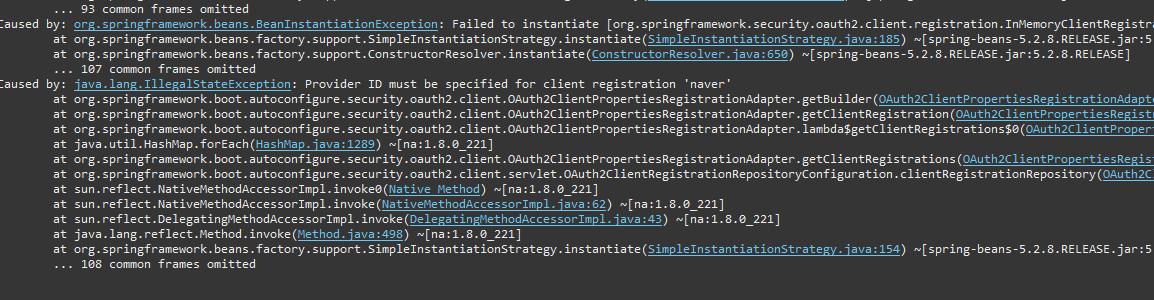 ... 93 common frames omitted
Caused by: org.springframework.beans.BeanInstantiationException: Failed to instantiate [org.springframework.security.oauth2.client.registration.InMemoryClientRegistra
at org.springframework.beans.factory.support.SimpleInstantiationStrategy.instantiate(SimpleInstantiationStrategy.java:185) ~[spring-beans-5.2.8.RELEASE.jar:5
at org.springframework.beans.factory.support.ConstructorResolver.instantiate(ConstructorResolver.java:650) ~[spring-beans-5.2.8.RELEASE.jar:5.2.8.RELEASE]
... 107 common frames omitted
Caused by: java.lang.IllegalStateException: Provider ID must be specified for client registration 'naver'
at org.springframework.boot.autoconfigure.security.oauth2.client.OAuth2ClientPropertiesRegistrationAdapter.getBuilder(OAuth2ClientPropertiesRegistrationAdapte
at org.springframework.boot.autoconfigure.security.oauth2.client.OAuth2ClientPropertiesRegistrationAdapter.getClientRegistration(OAuth2ClientPropertiesRegistr
at org.springframework.boot.autoconfigure.security.oauth2.client.OAuth2ClientPropertiesRegistrationAdapter.lambda$getClientRegistrations$0(OAuth2ClientPropert
at java.util.HashMap.forEach(HashMap.java:1289) ~[na:1.8.0_221]
at org.springframework.boot.autoconfigure.security.oauth2.client.OAuth2ClientPropertiesRegistrationAdapter.getClientRegistrations(OAuth2ClientPropertiesRegist
at org.springframework.boot.autoconfigure.security.oauth2.client.servlet.OAuth2ClientRegistrationRepositoryConfiguration.clientRegistrationRepository(OAuth2Cl
at sun.reflect.NativeMethodAccessorImpl.invoke0(Native Method) ~[na:1.8.0_221]
at sun.reflect.NativeMethodAccessorImpl.invoke(NativeMethodAccessorImpl.java:62) ~[na:1.8.0_221]
at sun.reflect.DelegatingMethodAccessorImpl.invoke(DelegatingMethodAccessorImpl.java:43) ~[na:1.8.0_221]
at java.lang.reflect.Method.invoke(Method.java:498) ~[na:1.8.0_221]
at org.springframework.beans.factory.support.SimpleInstantiationStrategy.instantiate(SimpleInstantiationStrategy.java:154) ~[spring-beans-5.2.8.RELEASE.jar:5
... 108 common frames omitted